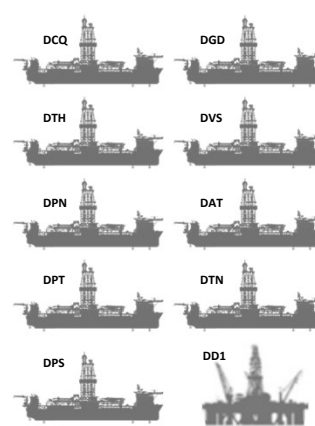 DCQ DGD
DTH DVS
DPN DAT
DPT DTN
DPS DD1